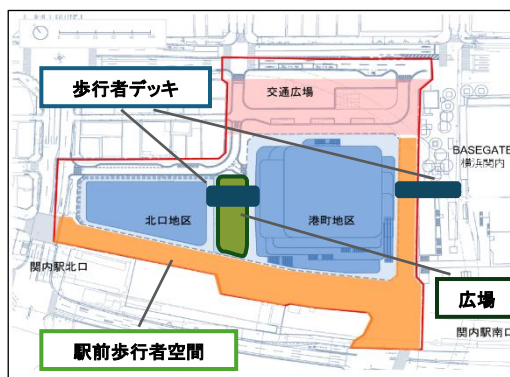 歩行者デッキ
交通広場
BASEGATE
横浜関内
北口地区
港町地区
関内駅北口
広場
関内駅南口
駅前歩行者空間